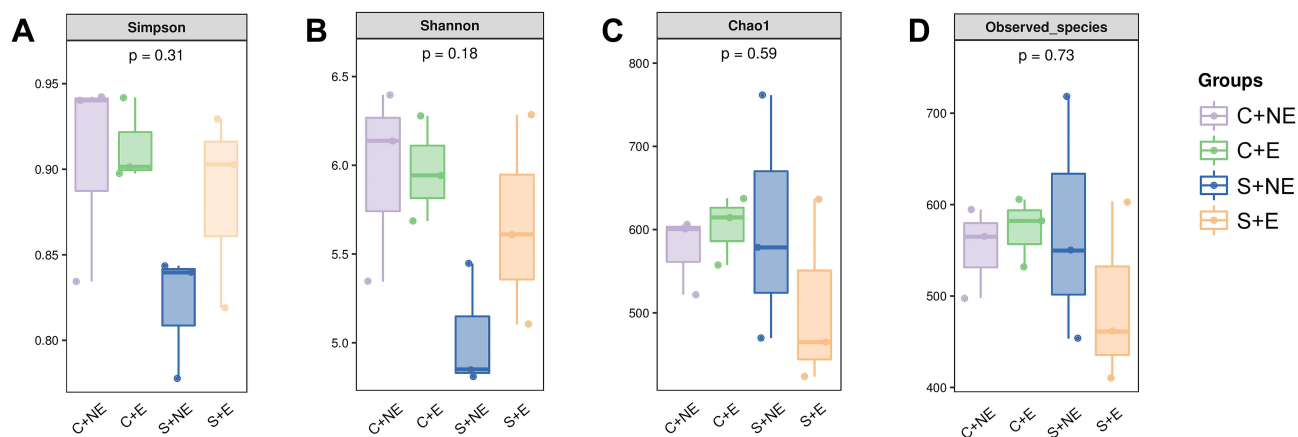 A
Simpson
p = 0.31
0.95
0.90
0.85
0.80
C+NE
C+E
S+NE
S+E
B
Shannon
p = 0.18
6.5
6.0
5.5
5.0
C+NE
C+E
S+NE
S+E
C
Chao1
p = 0.59
800
700
600
500
C+NE
C+E
S+NE
S+E
D
Observed_species
p = 0.73
700
600
500
400
C+NE
C+E
S+NE
S+E
Groups
C+NE
C+E
S+NE
S+E